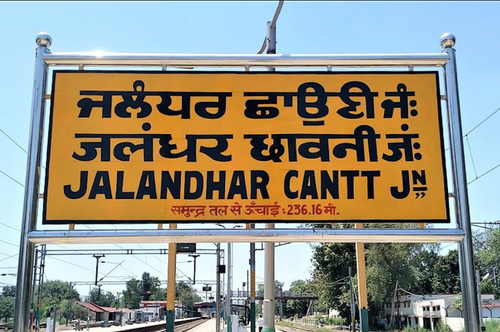 ਜਲੰਧਰ ਛਾਉਣੀ ਜੰ:
जलंधर छावनी जं:
JALANDHAR CANTT JN
समुन्द्र तल से ऊँचाई : 236.16 मी.